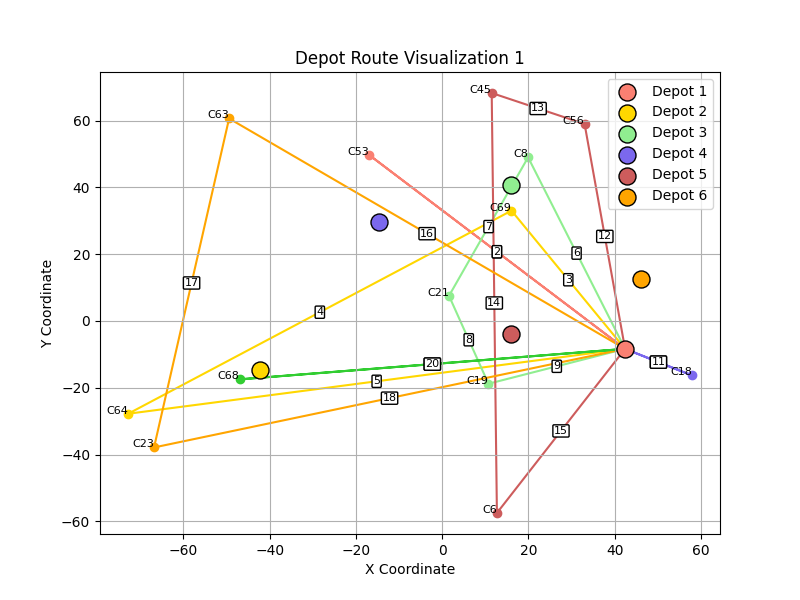 Depot Route Visualization 1
Depot 1
Depot 2
Depot 3
Depot 4
Depot 5
Depot 6
C45
13
C56
C63
C53
C8
C69
7
16
12
2
6
3
17
C21
14
4
8
20
9
11
C68
5
C19
C18
18
C64
C23
15
C6
60
40
20
0
−20
−40
−60
−60
−40
−20
0
20
40
60
X Coordinate
Y Coordinate